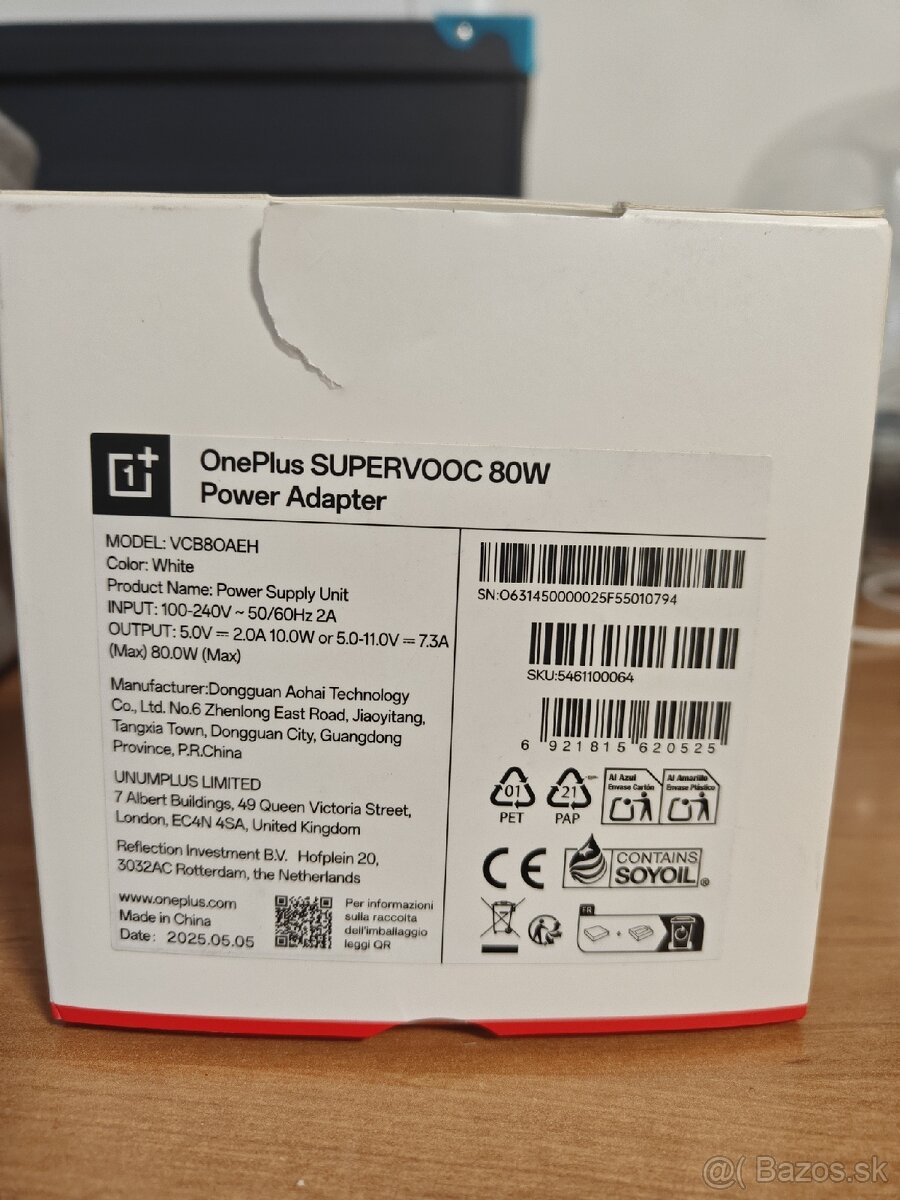 1+
OnePlus SUPERVOOC 80W
Power Adapter
MODEL: VCB8OAEH
Color: White
Product Name: Power Supply Unit
INPUT: 100-240V ~ 50/60Hz 2A
OUTPUT: 5.0V ⎓ 2.0A 10.0W or 5.0-11.0V ⎓ 7.3A
(Max) 80.0W (Max)
Manufacturer:Dongguan Aohai Technology
Co., Ltd. No.6 Zhenlong East Road, Jiaoyitang,
Tangxia Town, Dongguan City, Guangdong
Province, P.R.China
UNUMPLUS LIMITED
7 Albert Buildings, 49 Queen Victoria Street,
London, EC4N 4SA, United Kingdom
Reflection Investment B.V. Hofplein 20,
3032AC Rotterdam, the Netherlands
www.oneplus.com
Made in China
Date: 2025.05.05
Per informazioni
sulla raccolta
dell'imballaggio
leggi QR
SN:O631450000025F55010794
SKU:5461100064
6 921815 620525
01
PET
21
PAP
Al Azul
Envase Cartón
Al Amarillo
Envase Plástico
CE
CONTAINS
SOYOIL®
FR
+
@( Bazos.sk